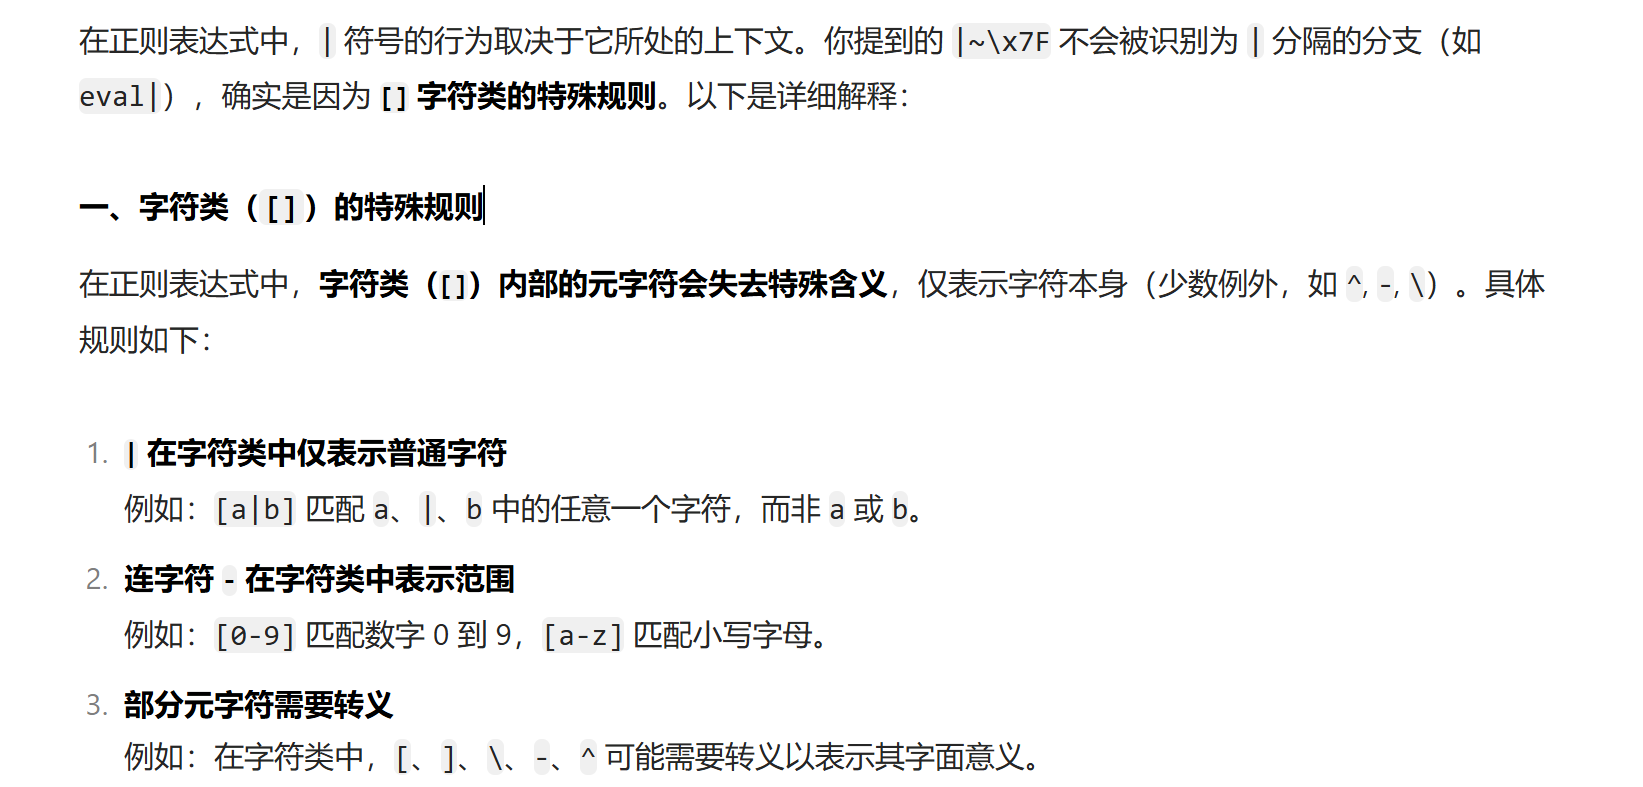 在正则表达式中，| 符号的行为取决于它所处的上下文。你提到的 |~\x7F 不会被识别为 | 分隔的分支（如
eval|），确实是因为 [] 字符类的特殊规则。以下是详细解释：
一、字符类（[]）的特殊规则
在正则表达式中，字符类（[]）内部的元字符会失去特殊含义，仅表示字符本身（少数例外，如 ^, -, \）。具体
规则如下：
1. | 在字符类中仅表示普通字符
例如：[a|b] 匹配 a、|、b 中的任意一个字符，而非 a 或 b。
2. 连字符 - 在字符类中表示范围
例如：[0-9] 匹配数字 0 到 9，[a-z] 匹配小写字母。
3. 部分元字符需要转义
例如：在字符类中，[、]、\、-、^ 可能需要转义以表示其字面意义。